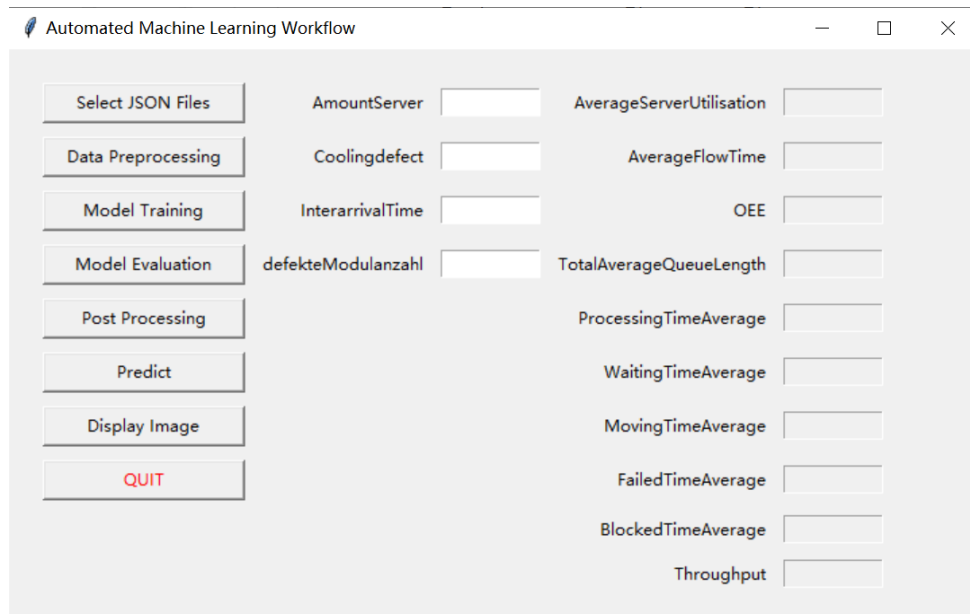 Automated Machine Learning Workflow
Select JSON Files
AmountServer
AverageServerUtilisation
Data Preprocessing
Coolingdefect
AverageFlowTime
Model Training
InterarrivalTime
OEE
Model Evaluation
defekteModulanzahl
TotalAverageQueueLength
Post Processing
ProcessingTimeAverage
Predict
WaitingTimeAverage
Display Image
MovingTimeAverage
QUIT
FailedTimeAverage
BlockedTimeAverage
Throughput